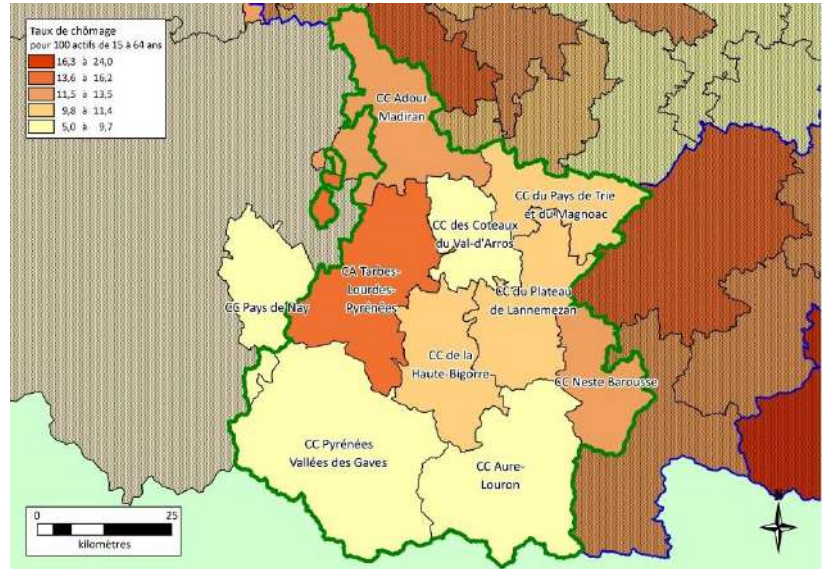 Taux de chômage
pour 100 actifs de 15 à 64 ans
16,3 à 24,0
13,6 à 16,2
11,5 à 13,5
9,8 à 11,4
5,0 à 9,7
CC Adour
Madiran
CC du Pays de Trie
et du Magnoac
CC des Coteaux
du Val-d'Arros
CA Tarbes-
Lourdes-
Pyrénées
CC Pays de Nay
CC du Plateau
de Lannemezan
CC de la
Haute-Bigorre
CC Neste Barousse
CC Pyrénées
Vallées des Gaves
CC Aure-
Louron
0 25
kilomètres
N